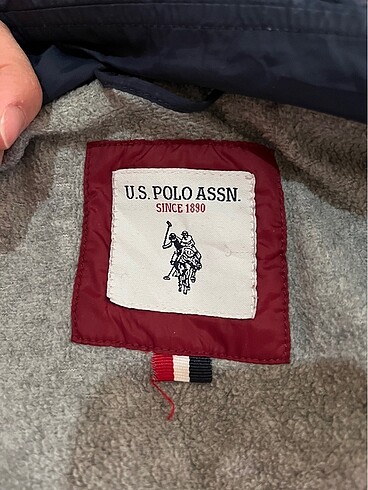 U.S. POLO ASSN.
SINCE 1890